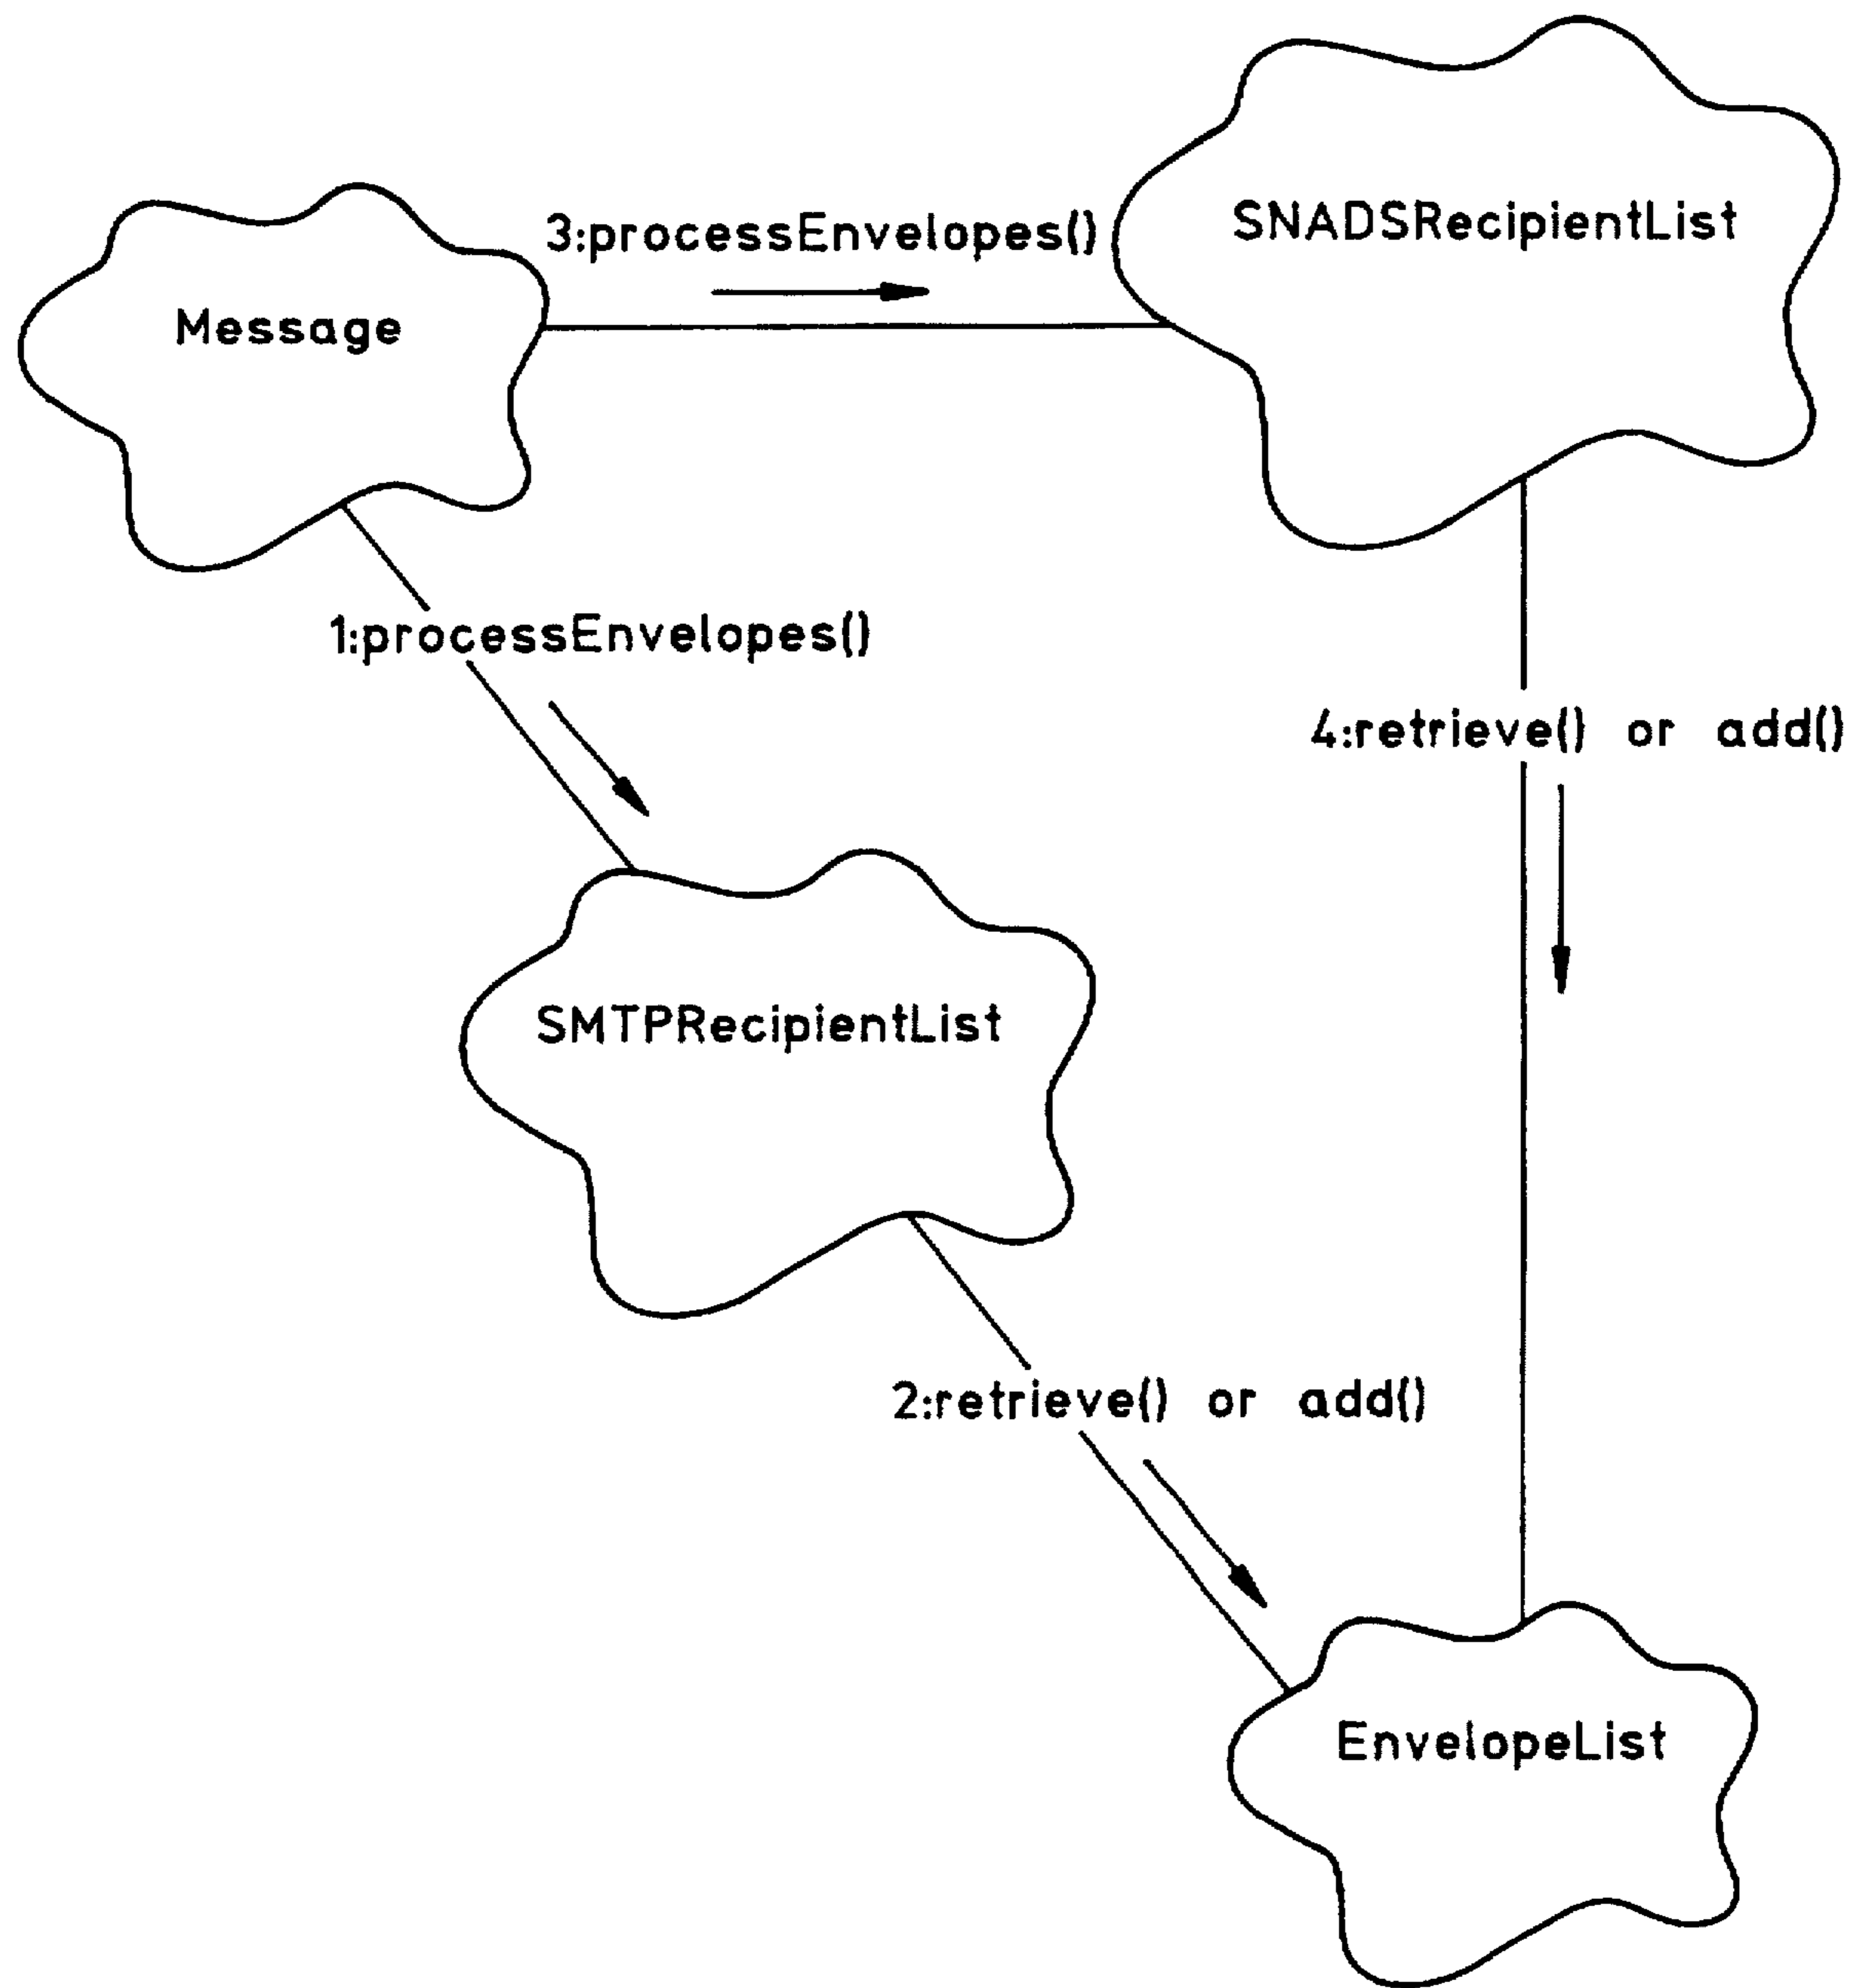 SNADSRecipientList
3:processEnvelopes()
Message
1:processEnvelopes()
4:retrieve() or add()
SMTPRecipientList
2:retrieve() or add()
EnvelopeList